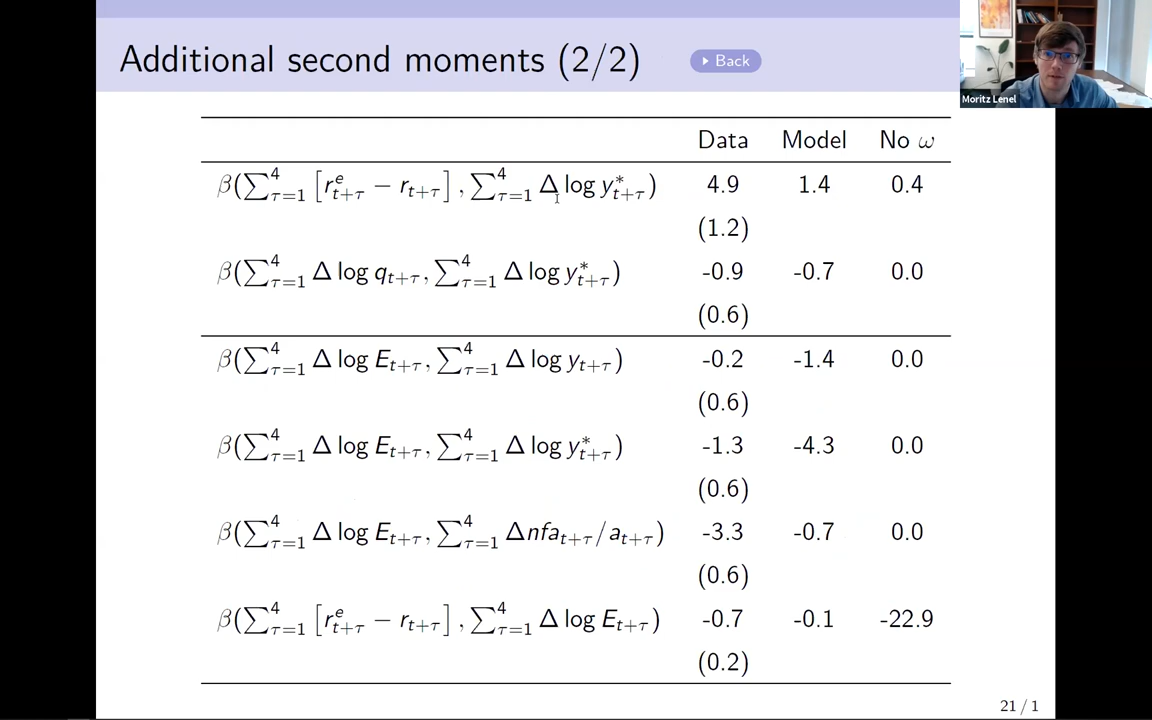 Additional second moments (2/2)
Back
Moritz Lenel
Data Model No ω
β(∑⁴τ=1 [rᵉt+τ − rt+τ], ∑⁴τ=1 Δ log y*t+τ) 4.9 1.4 0.4
(1.2)
β(∑⁴τ=1 Δ log qt+τ, ∑⁴τ=1 Δ log y*t+τ) -0.9 -0.7 0.0
(0.6)
β(∑⁴τ=1 Δ log Et+τ, ∑⁴τ=1 Δ log yt+τ) -0.2 -1.4 0.0
(0.6)
β(∑⁴τ=1 Δ log Et+τ, ∑⁴τ=1 Δ log y*t+τ) -1.3 -4.3 0.0
(0.6)
β(∑⁴τ=1 Δ log Et+τ, ∑⁴τ=1 Δnfat+τ/at+τ) -3.3 -0.7 0.0
(0.6)
β(∑⁴τ=1 [rᵉt+τ − rt+τ], ∑⁴τ=1 Δ log Et+τ) -0.7 -0.1 -22.9
(0.2)
21 / 1